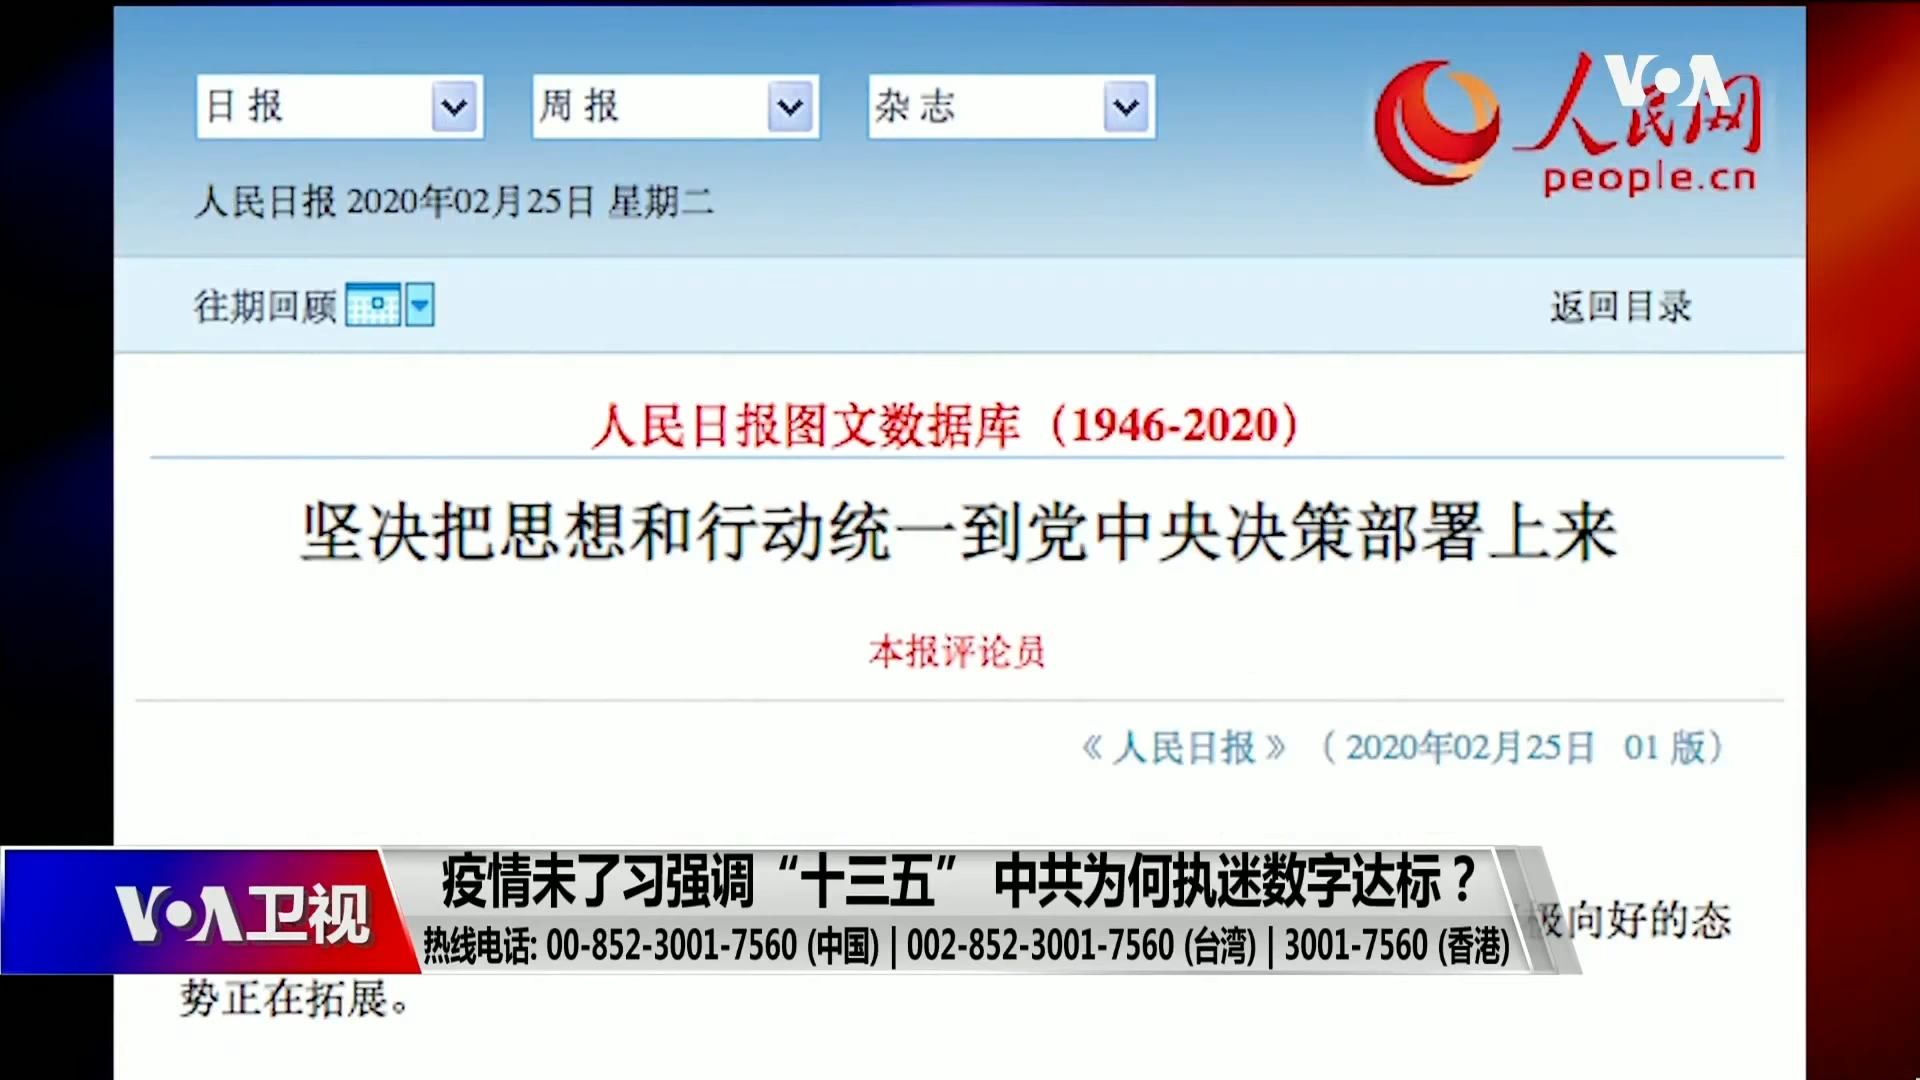 日报
周报
杂志
人民网
people.cn
VOA
人民日报 2020年02月25日 星期二
往期回顾
返回目录
人民日报图文数据库（1946-2020）
坚决把思想和行动统一到党中央决策部署上来
本报评论员
《人民日报》（2020年02月25日 01版）
极向好的态
势正在拓展。
VOA卫视
疫情未了习强调“十三五” 中共为何执迷数字达标？
热线电话: 00-852-3001-7560 (中国) | 002-852-3001-7560 (台湾) | 3001-7560 (香港)